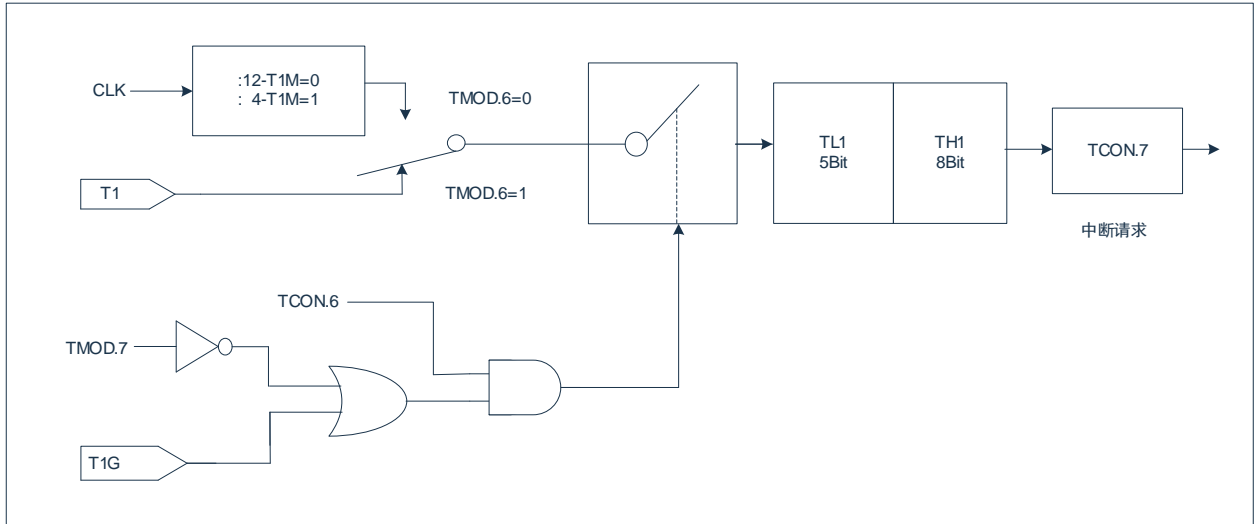 CLK
:12-T1M=0
: 4-T1M=1
TMOD.6=0
T1
TMOD.6=1
TL1
5Bit
TH1
8Bit
TCON.7
中断请求
TCON.6
TMOD.7
T1G